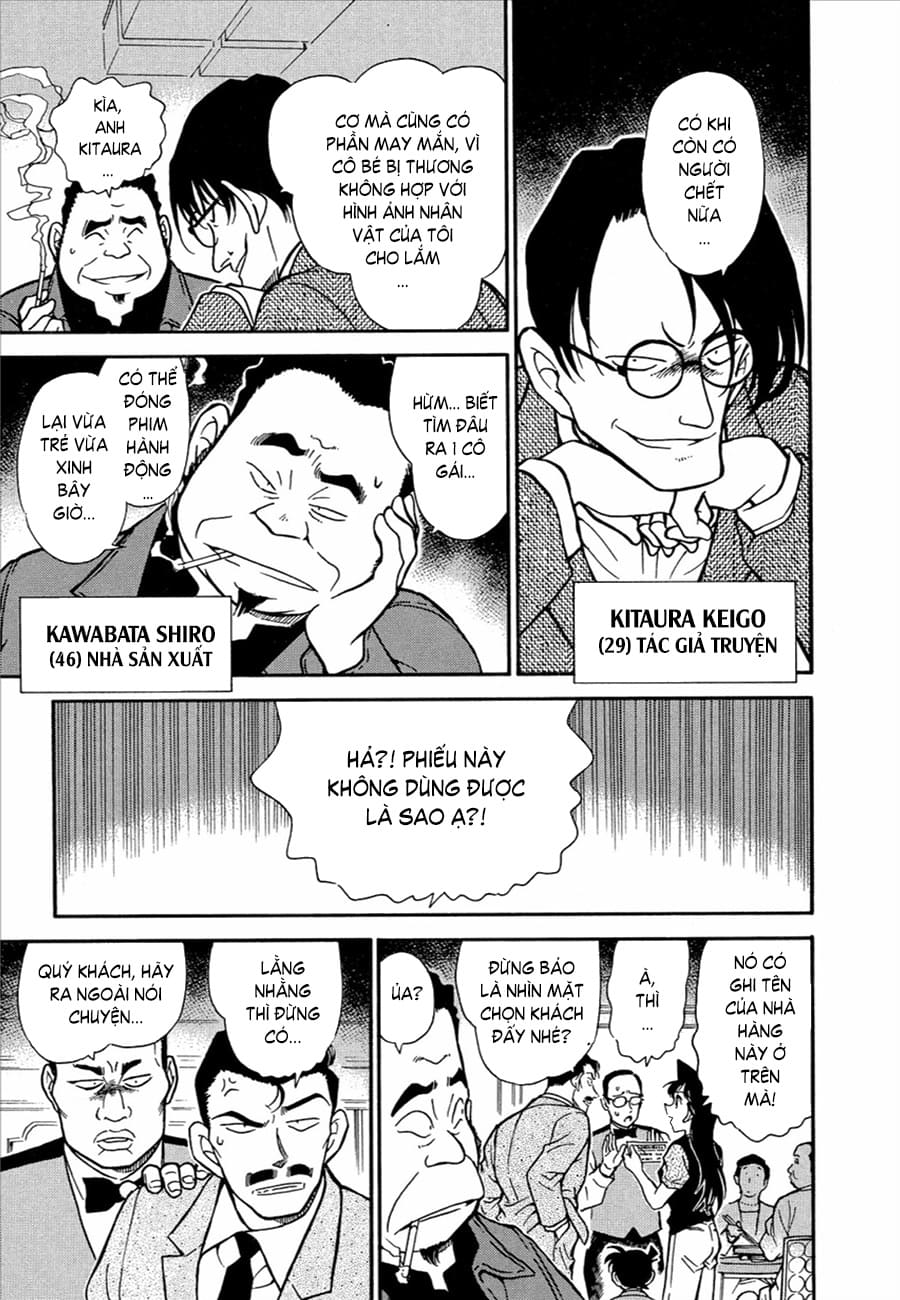 CÓ KHI
CÒN CÓ
NGƯỜI
CHẾT
NỮA
...
KITAURA KEIGO
(29) TÁC GIẢ TRUYỆN
CƠ MÀ CŨNG CÓ
PHẦN MAY MẮN, VÌ
CÔ BÉ BỊ THƯƠNG
KHÔNG HỢP VỚI
HÌNH ẢNH NHÂN
VẬT CỦA TÔI
CHO LẮM
...
KÌA,
ANH
KITAURA
...
HỪM... BIẾT
TÌM ĐÂU
RA 1 CÔ
GÁI...
CÓ THỂ
ĐÓNG
PHIM
HÀNH
ĐỘNG
...
LẠI VỪA
TRẺ VỪA
XINH
BÂY
GIỜ...
KAWABATA SHIRO
(46) NHÀ SẢN XUẤT
HẢ?! PHIẾU NÀY
KHÔNG DÙNG ĐƯỢC
LÀ SAO Ạ?!
NÓ CÓ
GHI TÊN
CỦA NHÀ
HÀNG
NÀY Ở
TRÊN
MÀ!
À,
THÌ
...
ĐỪNG BẢO
LÀ NHÌN MẶT
CHỌN KHÁCH
ĐẤY NHÉ?
ỦA?
LẰNG
NHẰNG
THÌ ĐỪNG
CÓ...
QUÝ KHÁCH, HÃY
RA NGOÀI NÓI
CHUYỆN...